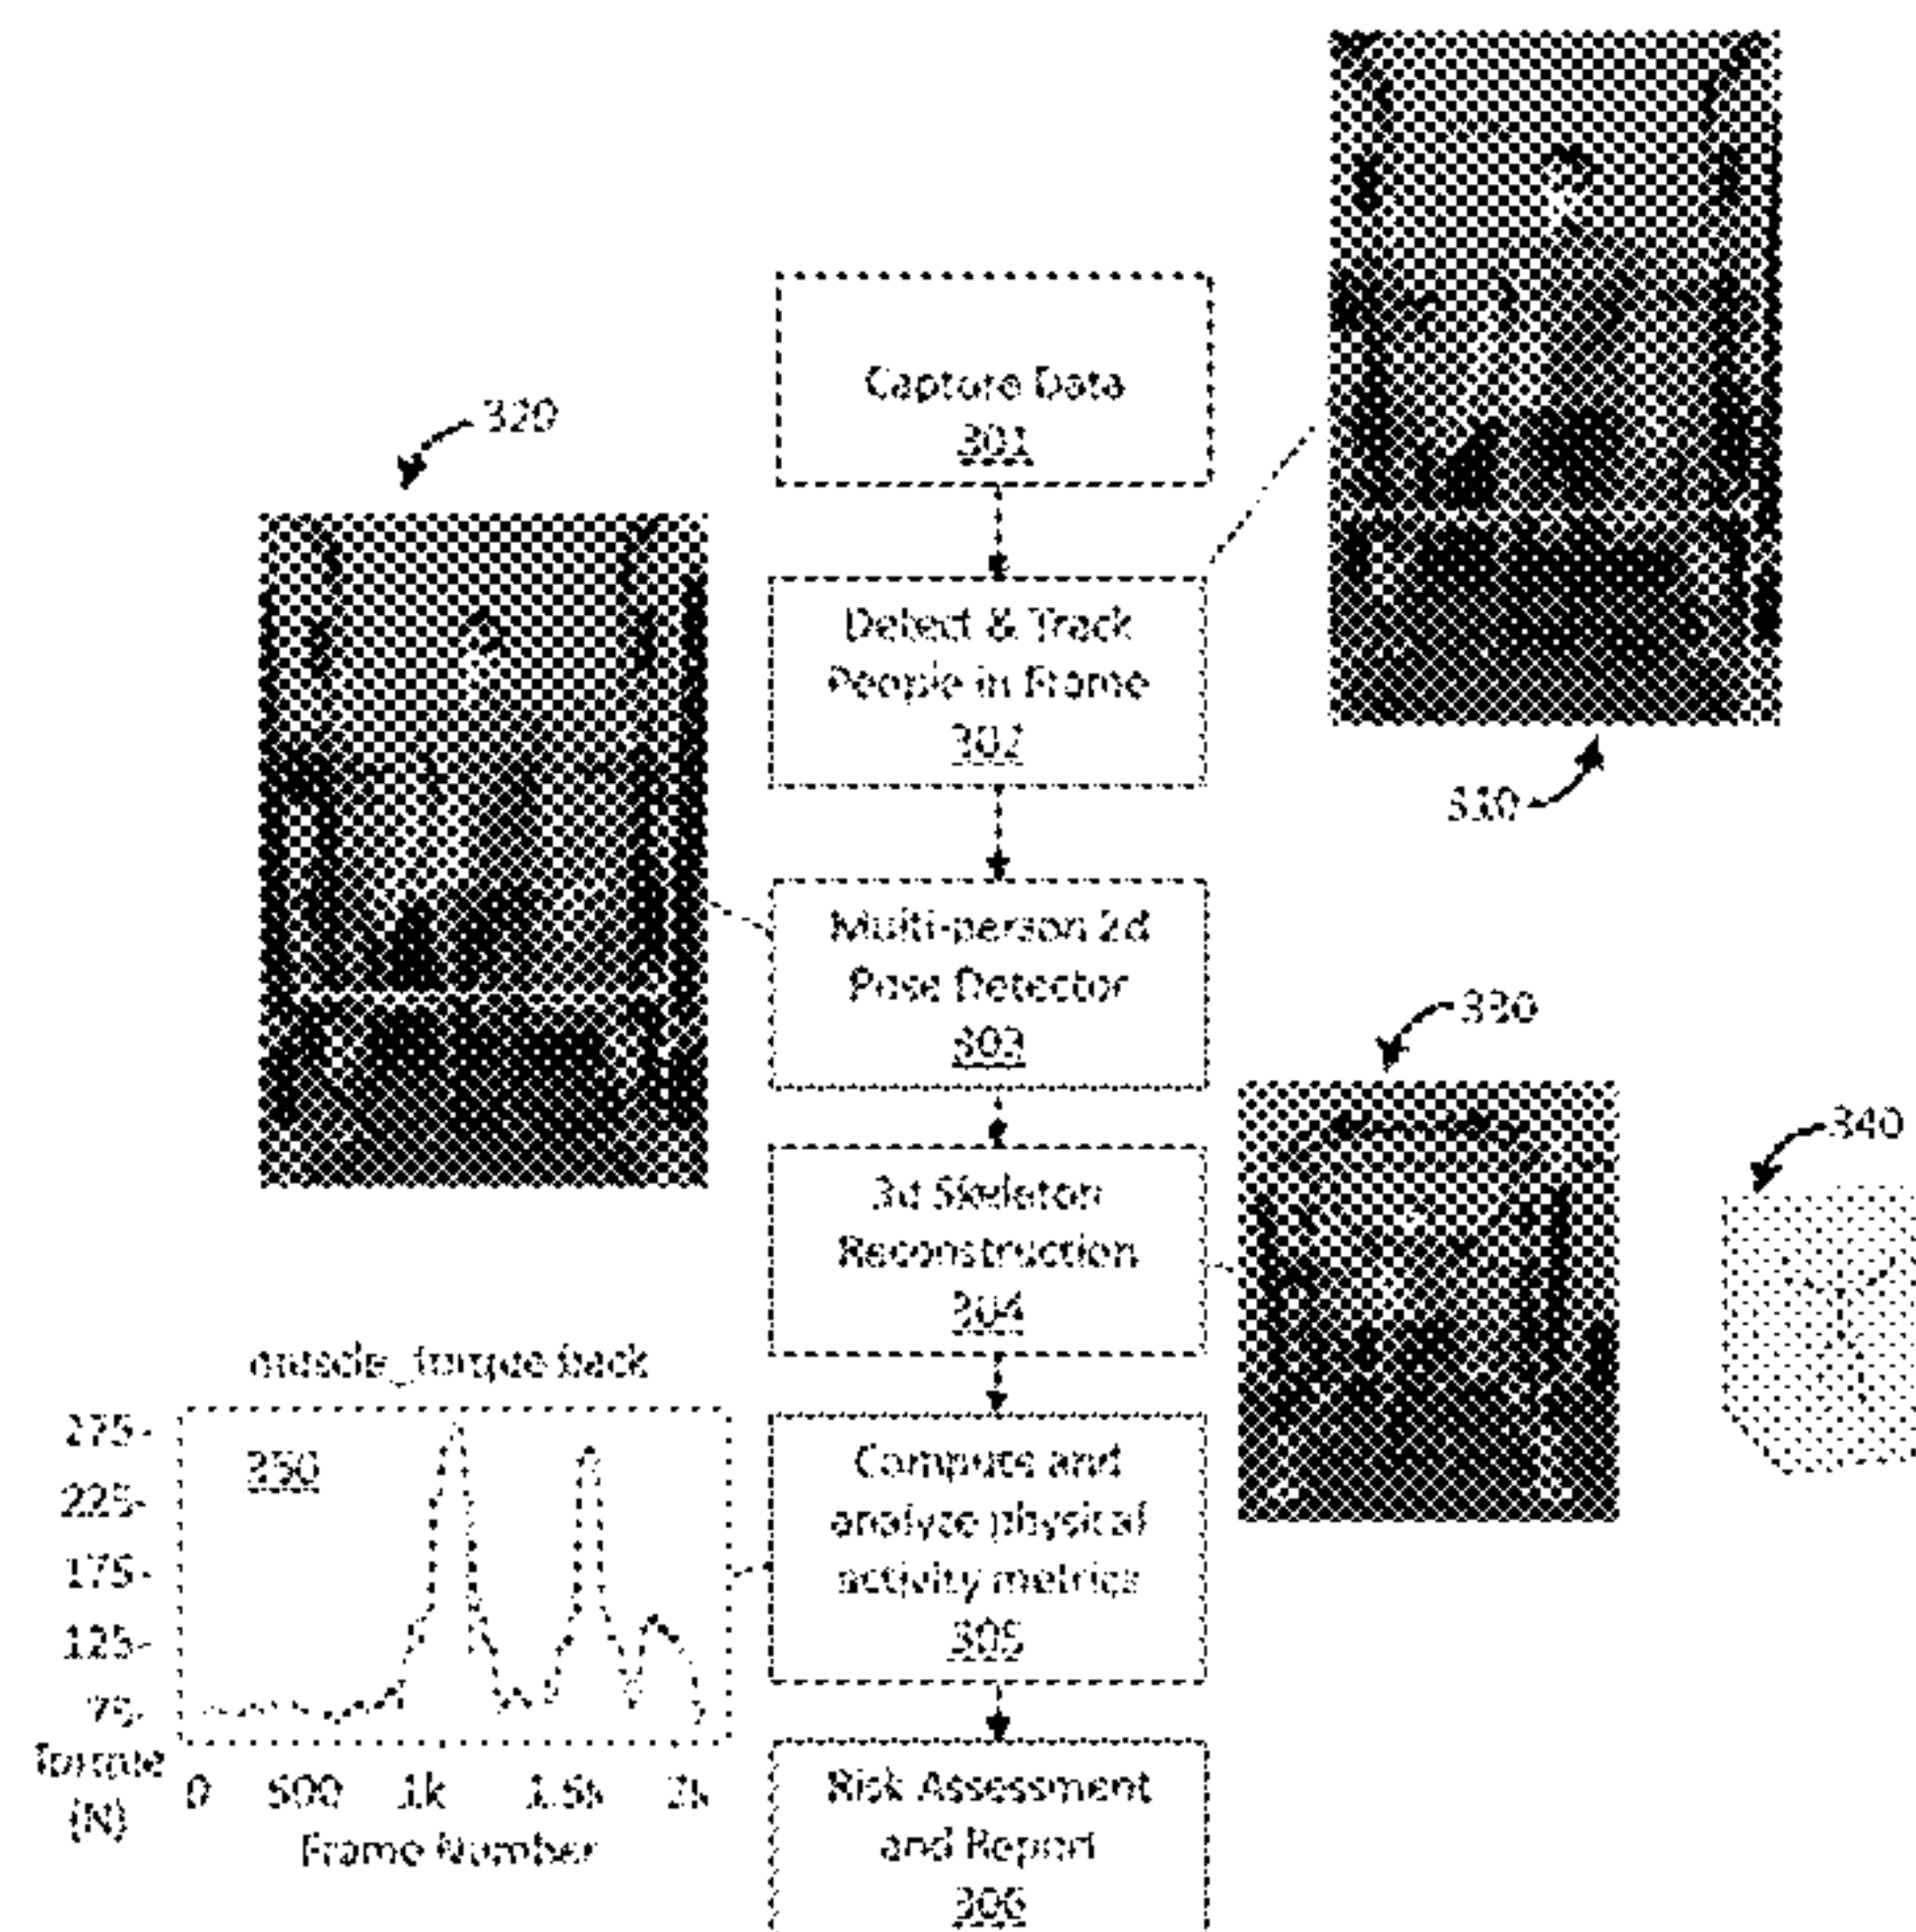 Capture Data
301
320
Detect & Track
People in Frame
302
310
Multi-person 2d
Pose Detector
303
330
340
3d Skeleton
Reconstruction
304
muscle_torque back
275
225
175
125
75
Torque
(N)
350
0 500 1k 1.5k 2k
Frame Number
Compute and
analyze physical
activity metrics
305
Risk Assessment
and Report
306